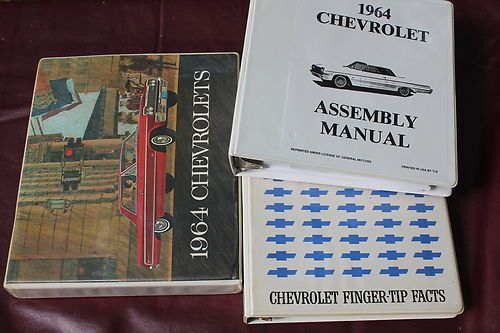 1964 CHEVROLETS
1964
CHEVROLET
ASSEMBLY
MANUAL
REPRINTED UNDER LICENSE OF GENERAL MOTORS
PRINTED IN USA BY
CHEVROLET FINGER-TIP FACTS